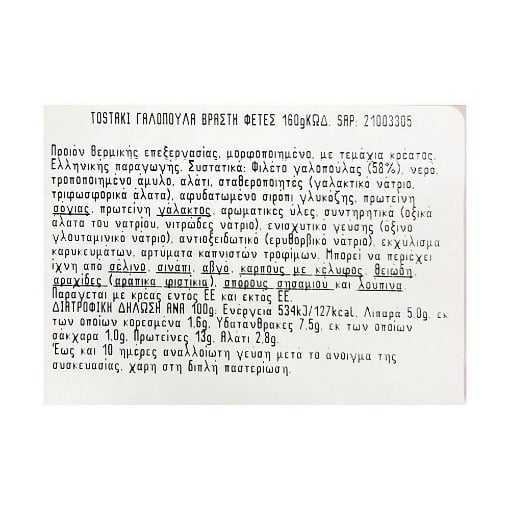 TOSTAKI ΓΑΛΟΠΟΥΛΑ ΒΡΑΣΤΗ ΦΕΤΕΣ 160gΚΩΔ. SAP: 21003305
Προϊόν θερμικής επεξεργασίας, μορφοποιημένο, με τεμάχια κρέατος,
Ελληνικής παραγωγής. Συστατικά: Φιλέτο γαλοπούλας (58%), νερό,
τροποποιημένο άμυλο, αλάτι, σταθεροποιητές (γαλακτικό νάτριο,
τριφωσφορικά άλατα), αφυδατωμένο σιρόπι γλυκόζης, πρωτεΐνη
σόγιας, πρωτεΐνη γάλακτος, αρωματικές ύλες, συντηρητικά (οξικά
άλατα του νατρίου, νιτρώδες νάτριο), ενισχυτικό γεύσης (όξινο
γλουταμινικό νάτριο), αντιοξειδωτικό (ερυθορβικό νάτριο), εκχύλισμα
καρυκευμάτων, αρτύματα καπνιστών τροφίμων. Μπορεί να περιέχει
ίχνη από σέλινο, σινάπι, αβγό, καρπούς με κέλυφος, θειώδη,
αραχίδες (αράπικα φιστίκια), σπόρους σησαμιού και λούπινα.
Παράγεται με κρέας εντός ΕΕ και εκτός ΕΕ.
ΔΙΑΤΡΟΦΙΚΗ ΔΗΛΩΣΗ ΑΝΑ 100g: Ενέργεια 534kJ/127kcal, Λιπαρά 5,0g, εκ
των οποίων κορεσμένα 1,6g, Υδατάνθρακες 7,5g, εκ των οποίων
σάκχαρα 1,0g, Πρωτεΐνες 13g, Αλάτι 2,8g.
Έως και 10 ημέρες αναλλοίωτη γεύση μετά το άνοιγμα της
συσκευασίας, χάρη στη διπλή παστερίωση.